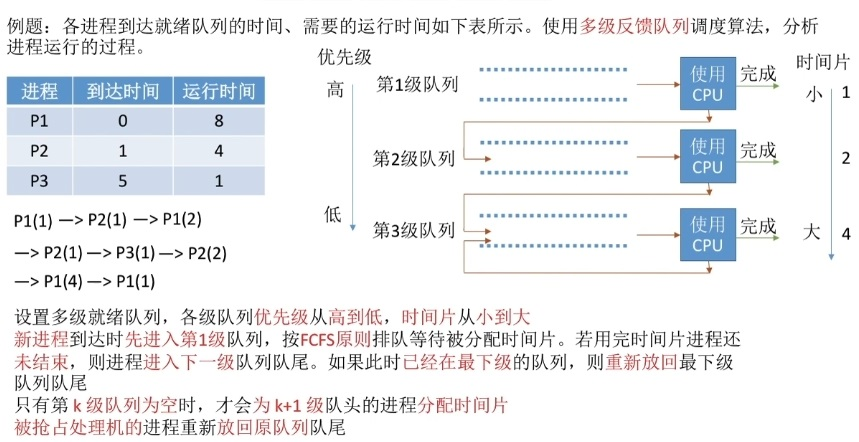 例题：各进程到达就绪队列的时间、需要的运行时间如下表所示。使用多级反馈队列调度算法，分析
进程运行的过程。
进程 到达时间 运行时间
P1 0 8
P2 1 4
P3 5 1
P1(1) —> P2(1) —> P1(2)
—> P2(1) —> P3(1) —> P2(2)
—> P1(4) —> P1(1)
优先级
高
低
第1级队列
使用
CPU
完成
第2级队列
使用
CPU
完成
第3级队列
使用
CPU
完成
时间片
小 1
2
大 4
设置多级就绪队列，各级队列优先级从高到低，时间片从小到大
新进程到达时先进入第1级队列，按FCFS原则排队等待被分配时间片。若用完时间片进程还
未结束，则进程进入下一级队列队尾。如果此时已经在最下级的队列，则重新放回最下级
队列队尾
只有第 k 级队列为空时，才会为 k+1 级队头的进程分配时间片
被抢占处理机的进程重新放回原队列队尾